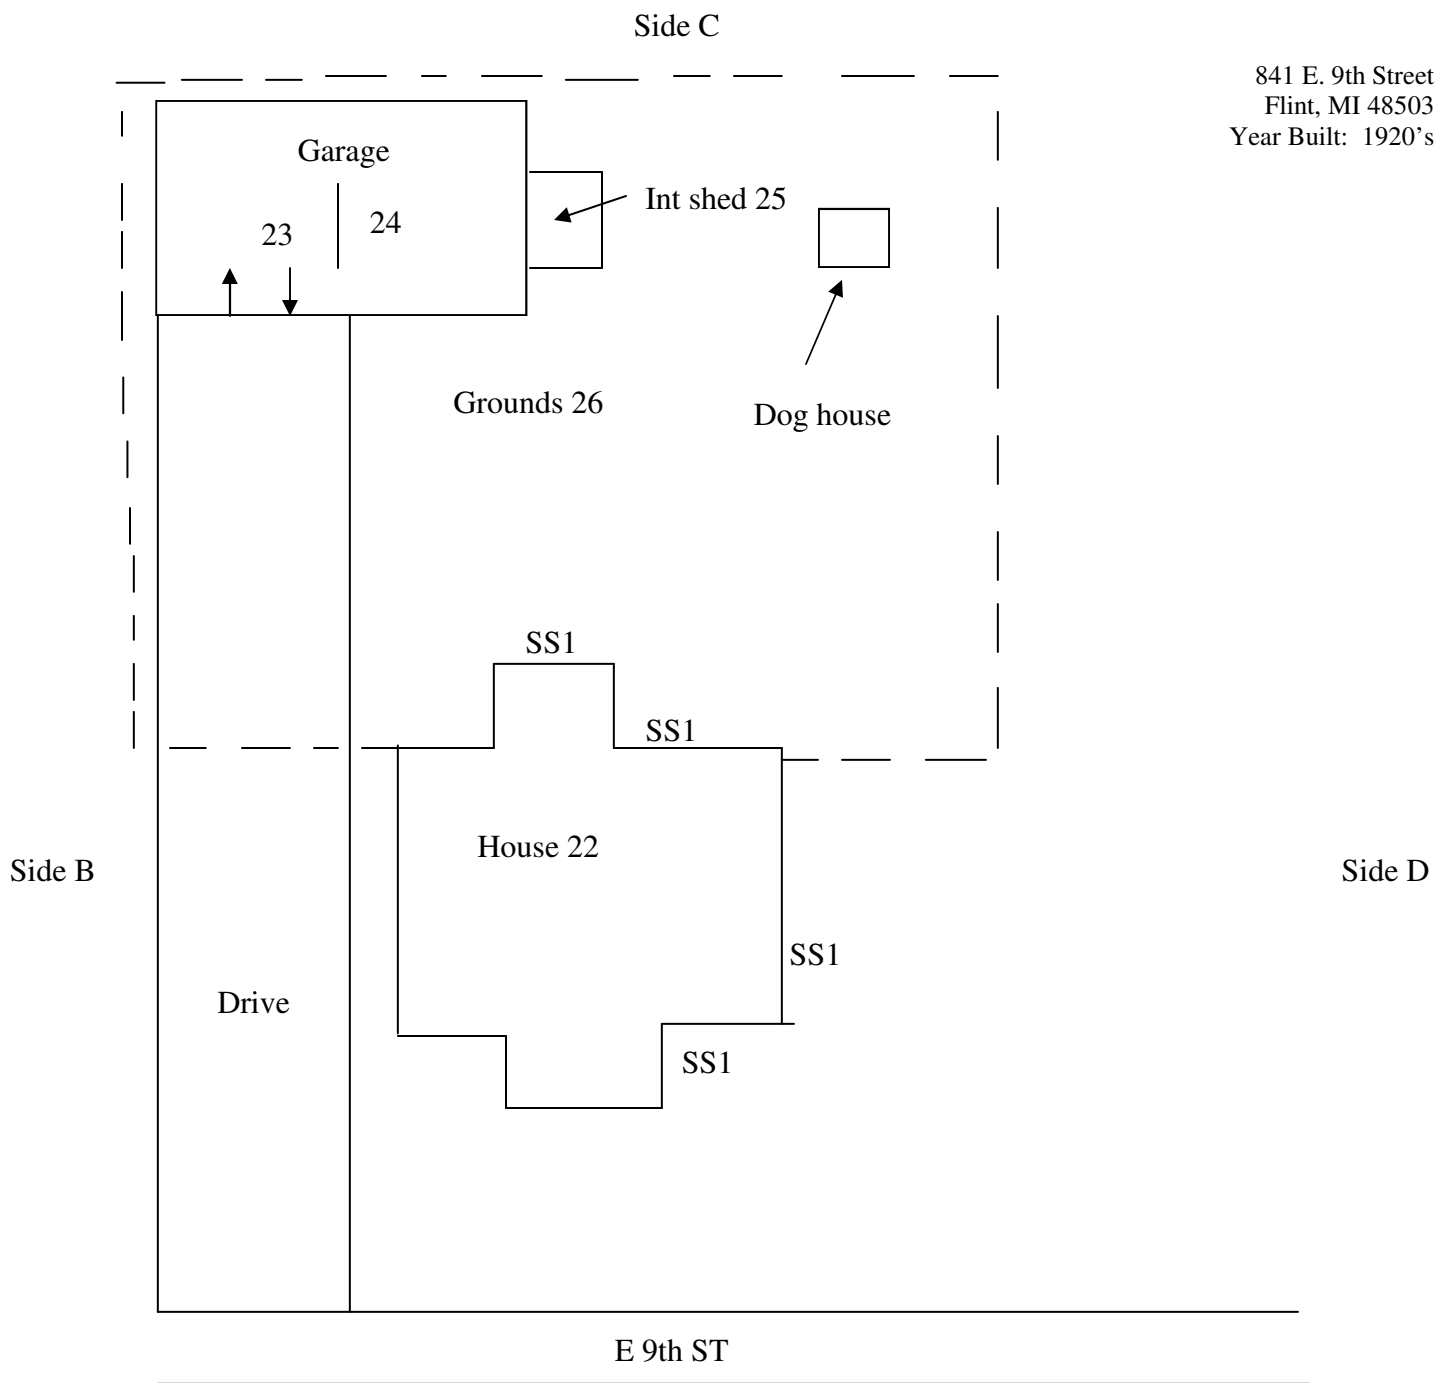 Side C
841 E. 9th Street
Flint, MI 48503
Year Built: 1920's
Garage
Int shed 25
23
24
Grounds 26
Dog house
SS1
SS1
House 22
Side B
Side D
SS1
Drive
SS1
E 9th ST